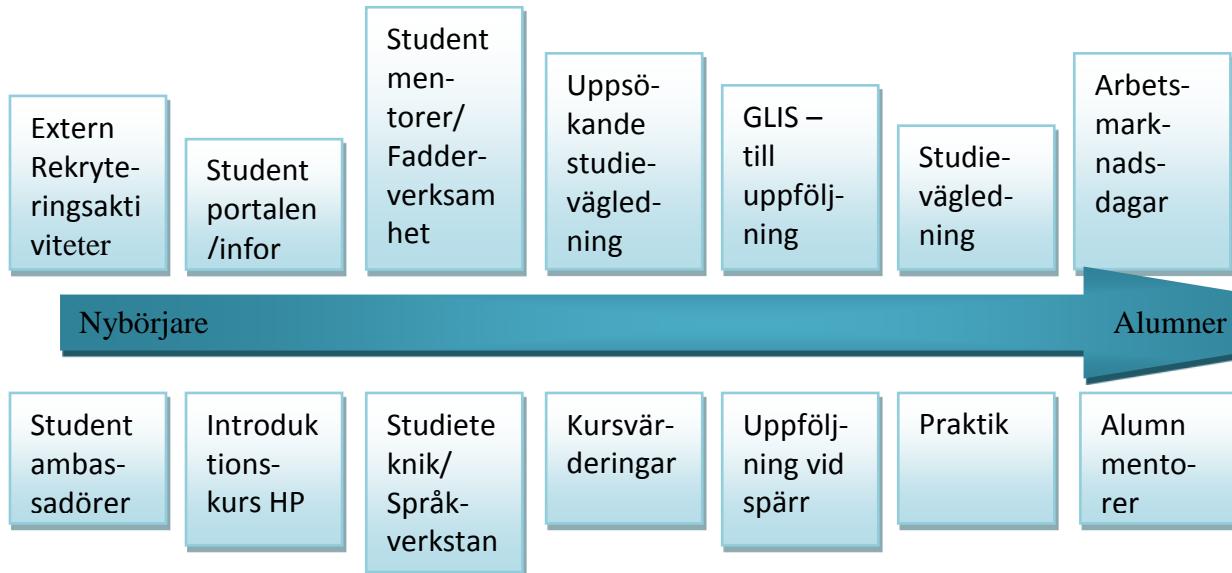 Extern
Rekryte-
ringsakti
viteter
Student
portalen
/infor
Student
men-
torer/
Fadder-
verksam
het
Uppsö-
kande
studie-
vägled-
ning
GLIS –
till
uppfölj-
ning
Studie-
vägled-
ning
Arbets-
mark-
nads-
dagar
Nybörjare
Alumner
Student
ambas-
sadörer
Introduk
tions-
kurs HP
Studiete
knik/
Språk-
verkstan
Kursvär-
deringar
Uppfölj-
ning vid
spärr
Praktik
Alumn
mento-
rer